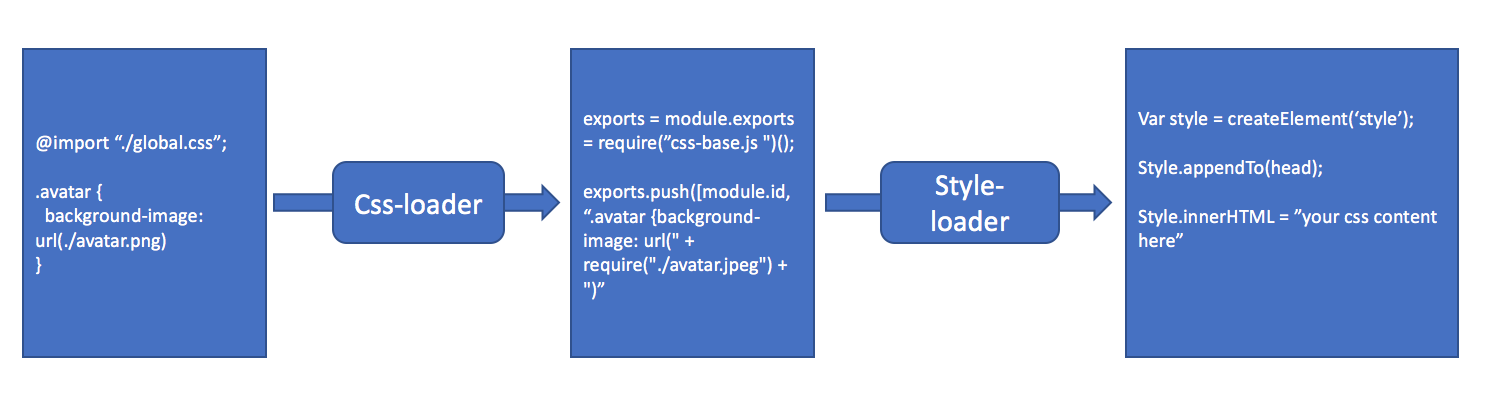 @import “./global.css”;
.avatar {
background-image:
url(./avatar.png)
}
Css-loader
exports = module.exports
= require(”css-base.js ")();
exports.push([module.id,
“.avatar {background-
image: url(" +
require("./avatar.jpeg") +
")”
Style-
loader
Var style = createElement(‘style’);
Style.appendTo(head);
Style.innerHTML = ”your css content
here”